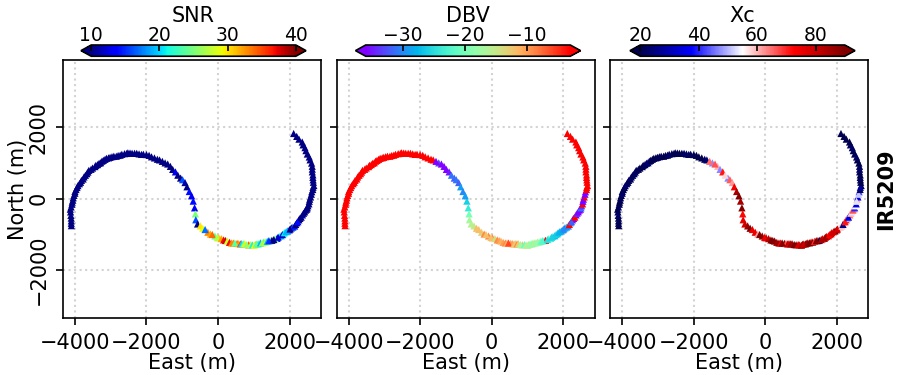 SNR DBV Xc
10 20 30 40 −30 −20 −10 20 40 60 80
2000
0
−2000
North (m)
IR5209
−4000 −2000 0 2000 −4000 −2000 0 2000 −4000 −2000 0 2000
East (m) East (m) East (m)